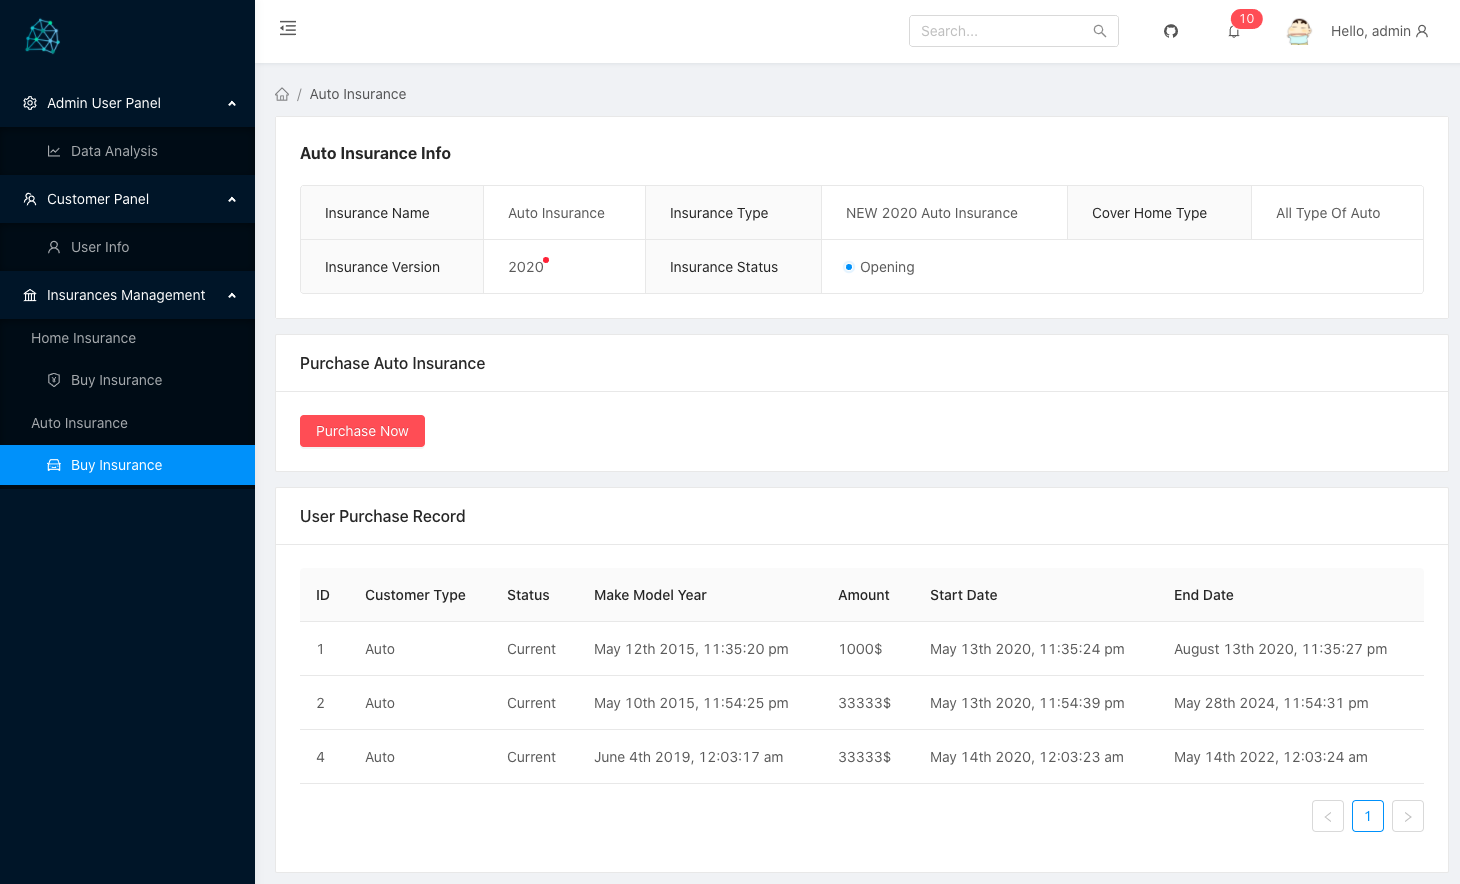 Search...
10
Hello, admin
Admin User Panel
Data Analysis
Customer Panel
User Info
Insurances Management
Home Insurance
Buy Insurance
Auto Insurance
Buy Insurance
/ Auto Insurance
Auto Insurance Info
Insurance Name Auto Insurance Insurance Type NEW 2020 Auto Insurance Cover Home Type All Type Of Auto
Insurance Version 2020 Insurance Status Opening
Purchase Auto Insurance
Purchase Now
User Purchase Record
ID Customer Type Status Make Model Year Amount Start Date End Date
1 Auto Current May 12th 2015, 11:35:20 pm 1000$ May 13th 2020, 11:35:24 pm August 13th 2020, 11:35:27 pm
2 Auto Current May 10th 2015, 11:54:25 pm 33333$ May 13th 2020, 11:54:39 pm May 28th 2024, 11:54:31 pm
4 Auto Current June 4th 2019, 12:03:17 am 33333$ May 14th 2020, 12:03:23 am May 14th 2022, 12:03:24 am
< 1 >